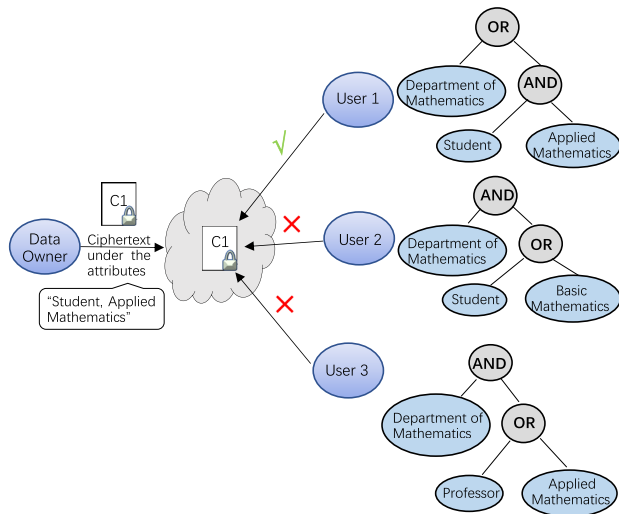 OR
Department of
Mathematics
AND
Student
Applied
Mathematics
User 1
√
C1
Ciphertext
under the
attributes
Data
Owner
"Student, Applied
Mathematics"
C1
User 2
AND
Department of
Mathematics
OR
Student
Basic
Mathematics
User 3
AND
Department of
Mathematics
OR
Professor
Applied
Mathematics